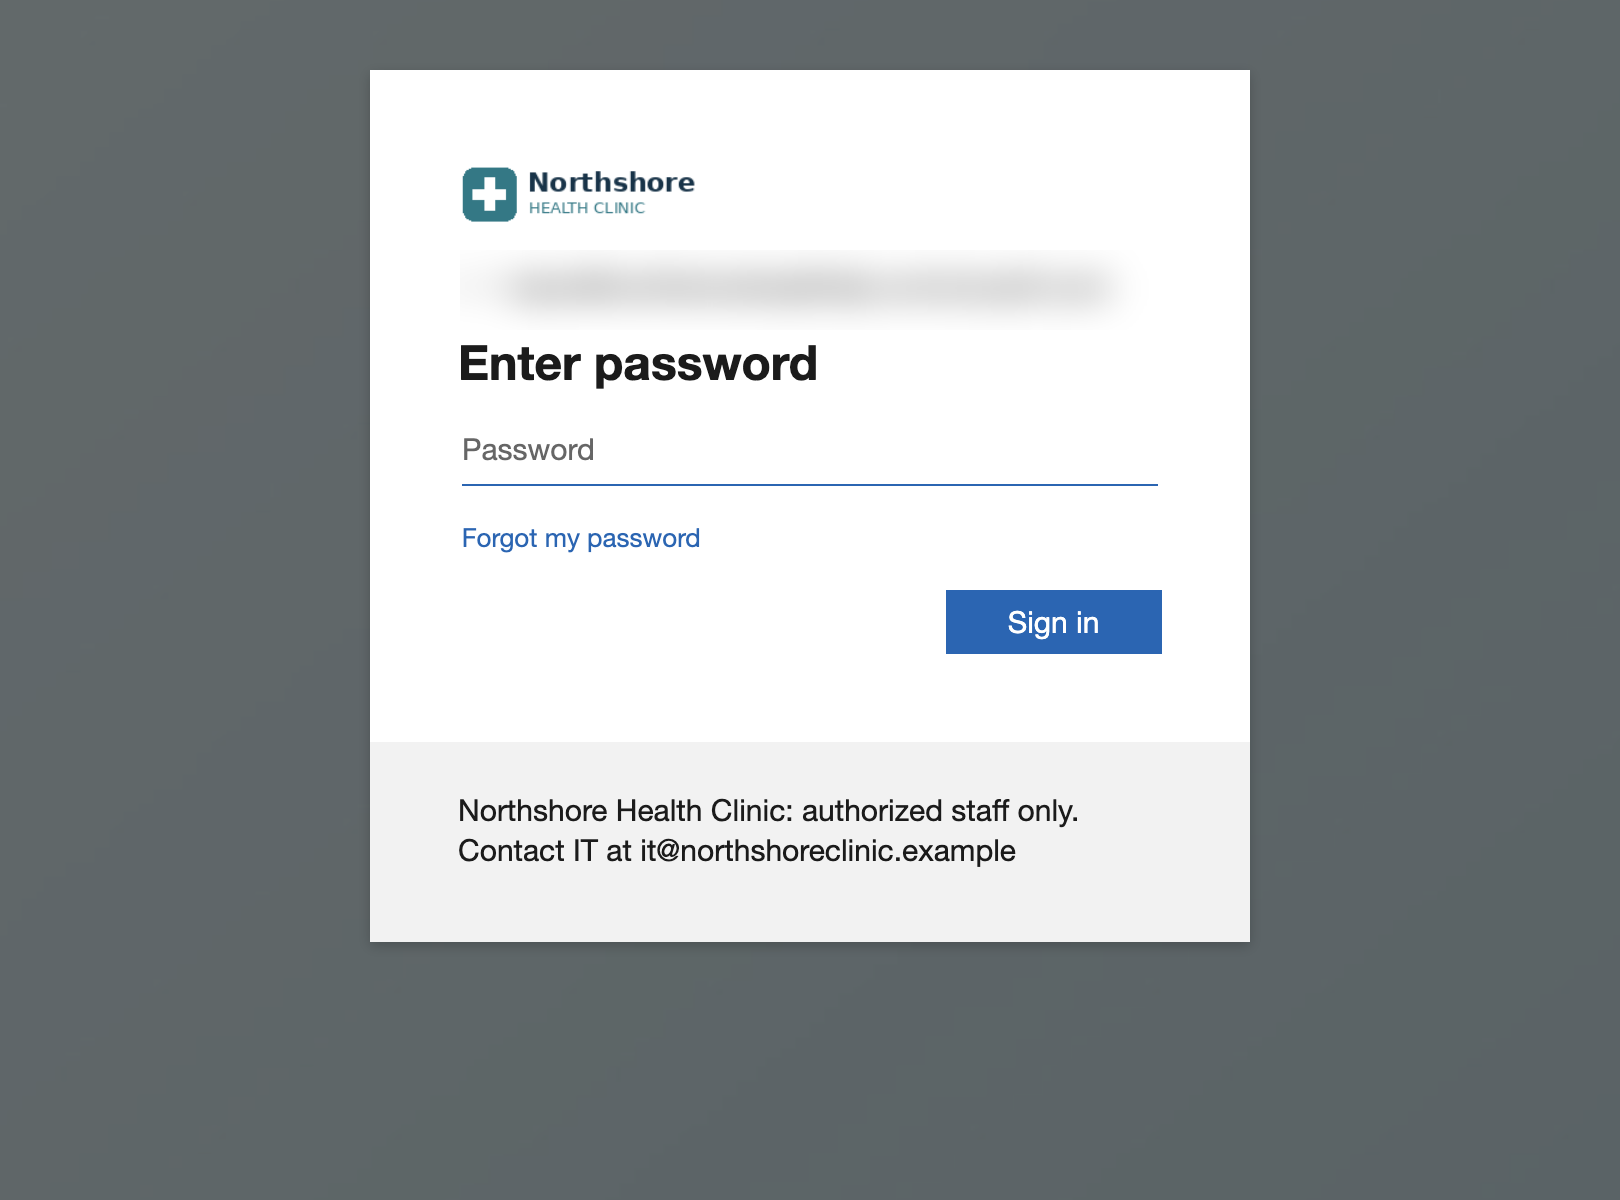 Northshore
HEALTH CLINIC
Enter password
Password
Forgot my password
Sign in
Northshore Health Clinic: authorized staff only.
Contact IT at it@northshoreclinic.example